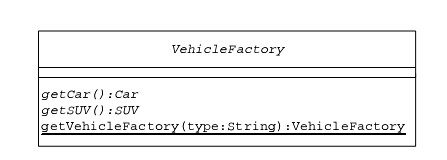 VehicleFactory
getCar():Car
getSUV():SUV
getVehicleFactory(type:String):VehicleFactory